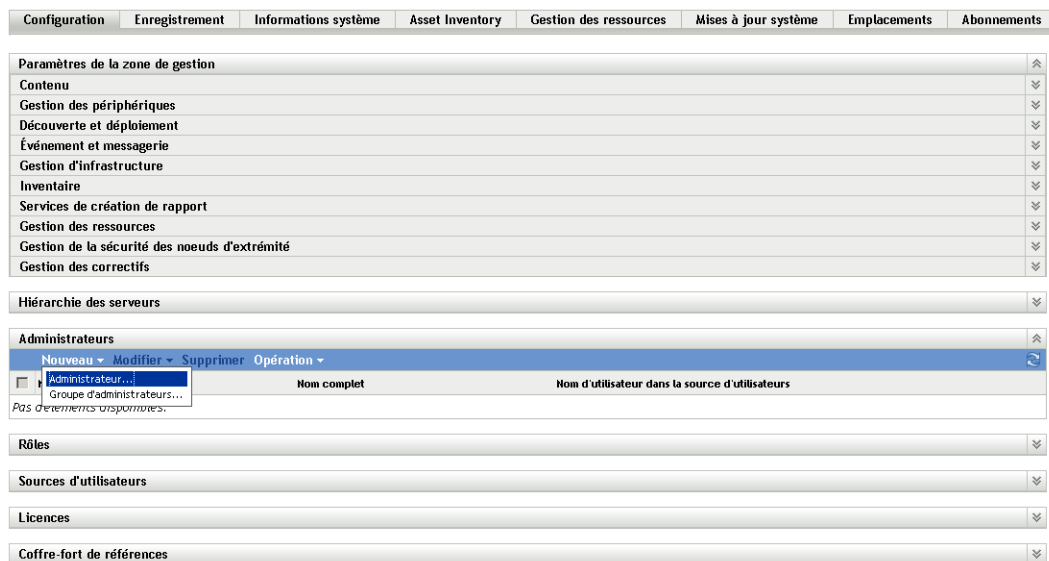 Configuration Enregistrement Informations système Asset Inventory Gestion des ressources Mises à jour système Emplacements Abonnements
Paramètres de la zone de gestion
Contenu
Gestion des périphériques
Découverte et déploiement
Événement et messagerie
Gestion d'infrastructure
Inventaire
Services de création de rapport
Gestion des ressources
Gestion de la sécurité des noeuds d'extrémité
Gestion des correctifs
Hiérarchie des serveurs
Administrateurs
Nouveau Modifier Supprimer Opération
Administrateur...
Nom complet Nom d'utilisateur dans la source d'utilisateurs
Groupe d'administrateurs...
Pas d'éléments disponibles.
Rôles
Sources d'utilisateurs
Licences
Coffre-fort de références